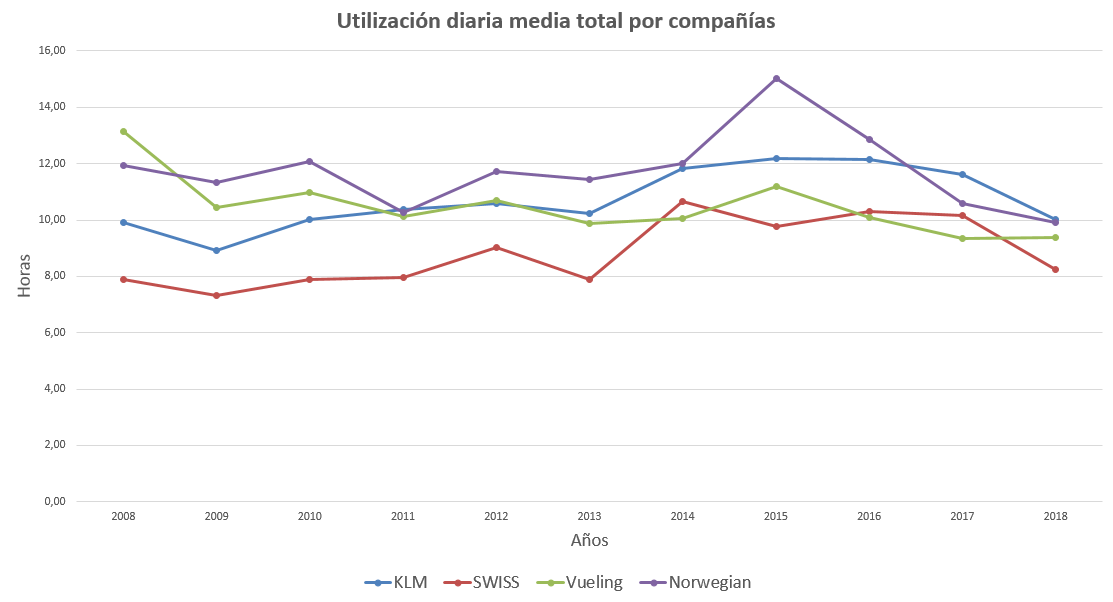 Utilización diaria media total por compañías
16,00
14,00
12,00
10,00
8,00
6,00
4,00
2,00
0,00
Horas
2008 2009 2010 2011 2012 2013 2014 2015 2016 2017 2018
Años
KLM SWISS Vueling Norwegian